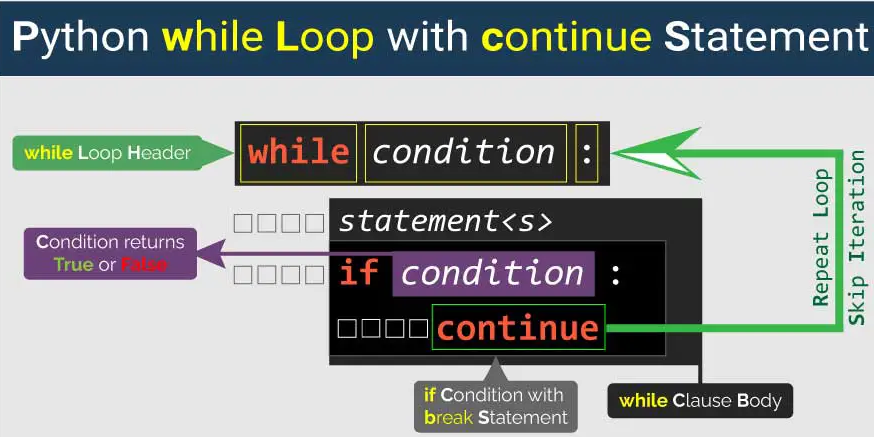 Python while Loop with continue Statement
while Loop Header
while condition :
statement<s>
Condition returns
True or False
if condition :
continue
Repeat Loop
Skip Iteration
if Condition with
break Statement
while Clause Body